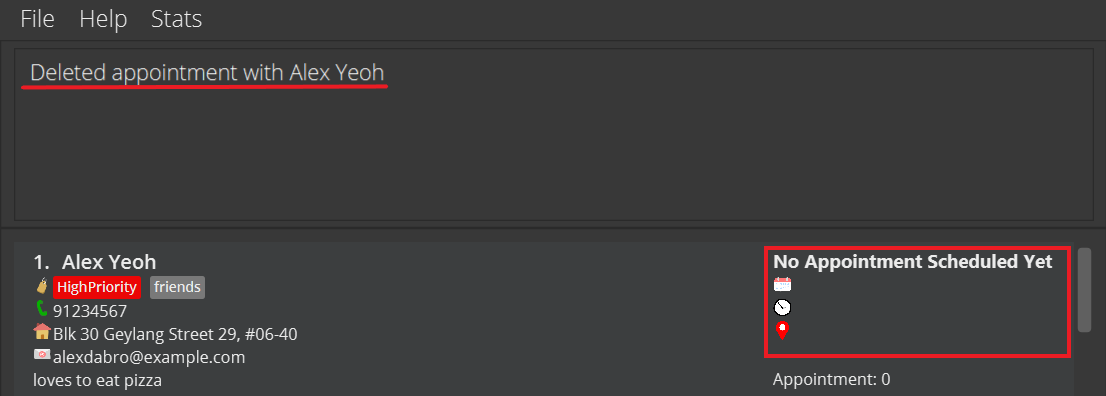 File Help Stats
Deleted appointment with Alex Yeoh
1. Alex Yeoh
HighPriority friends
91234567
Blk 30 Geylang Street 29, #06-40
alexdabro@example.com
loves to eat pizza
No Appointment Scheduled Yet
Appointment: 0